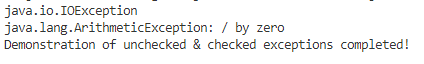 java.io.IOException
java.lang.ArithmeticException: / by zero
Demonstration of unchecked & checked exceptions completed!